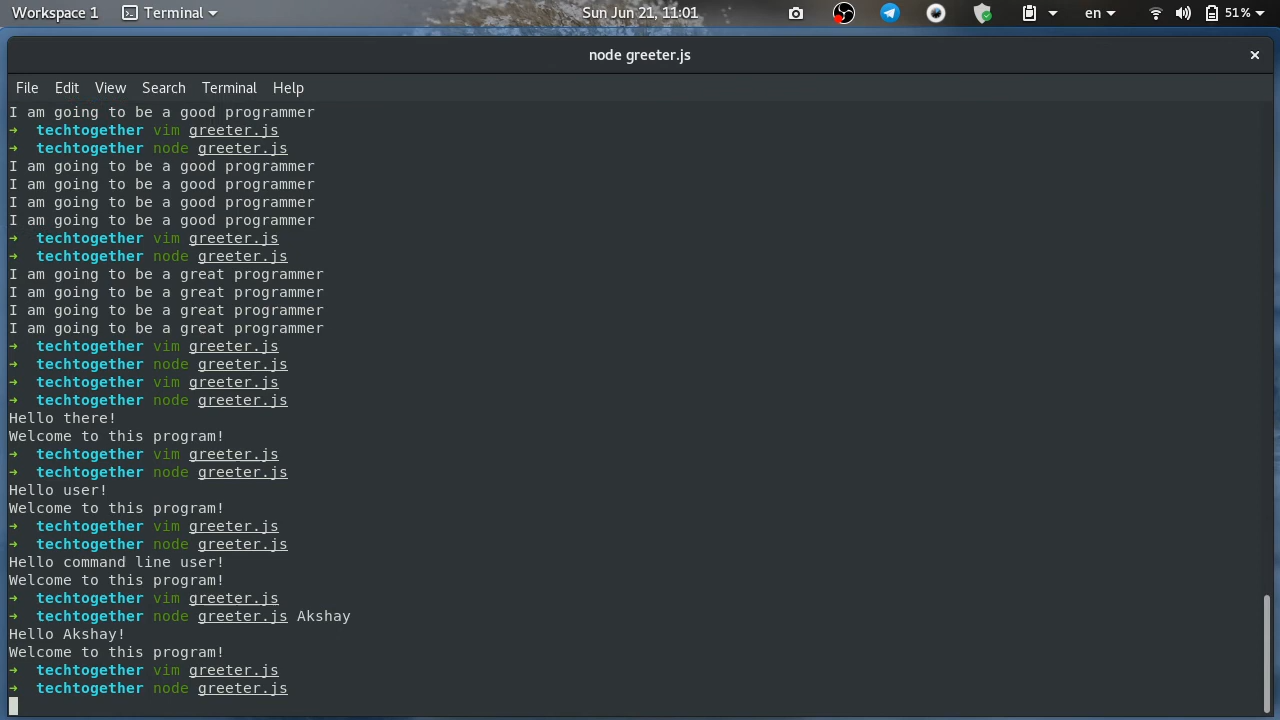 Workspace 1 Terminal Sun Jun 21, 11:01 en 51%
node greeter.js
File Edit View Search Terminal Help
I am going to be a good programmer
➜ techtogether vim greeter.js
➜ techtogether node greeter.js
I am going to be a good programmer
I am going to be a good programmer
I am going to be a good programmer
I am going to be a good programmer
➜ techtogether vim greeter.js
➜ techtogether node greeter.js
I am going to be a great programmer
I am going to be a great programmer
I am going to be a great programmer
I am going to be a great programmer
➜ techtogether vim greeter.js
➜ techtogether node greeter.js
➜ techtogether vim greeter.js
➜ techtogether node greeter.js
Hello there!
Welcome to this program!
➜ techtogether vim greeter.js
➜ techtogether node greeter.js
Hello user!
Welcome to this program!
➜ techtogether vim greeter.js
➜ techtogether node greeter.js
Hello command line user!
Welcome to this program!
➜ techtogether vim greeter.js
➜ techtogether node greeter.js Akshay
Hello Akshay!
Welcome to this program!
➜ techtogether vim greeter.js
➜ techtogether node greeter.js